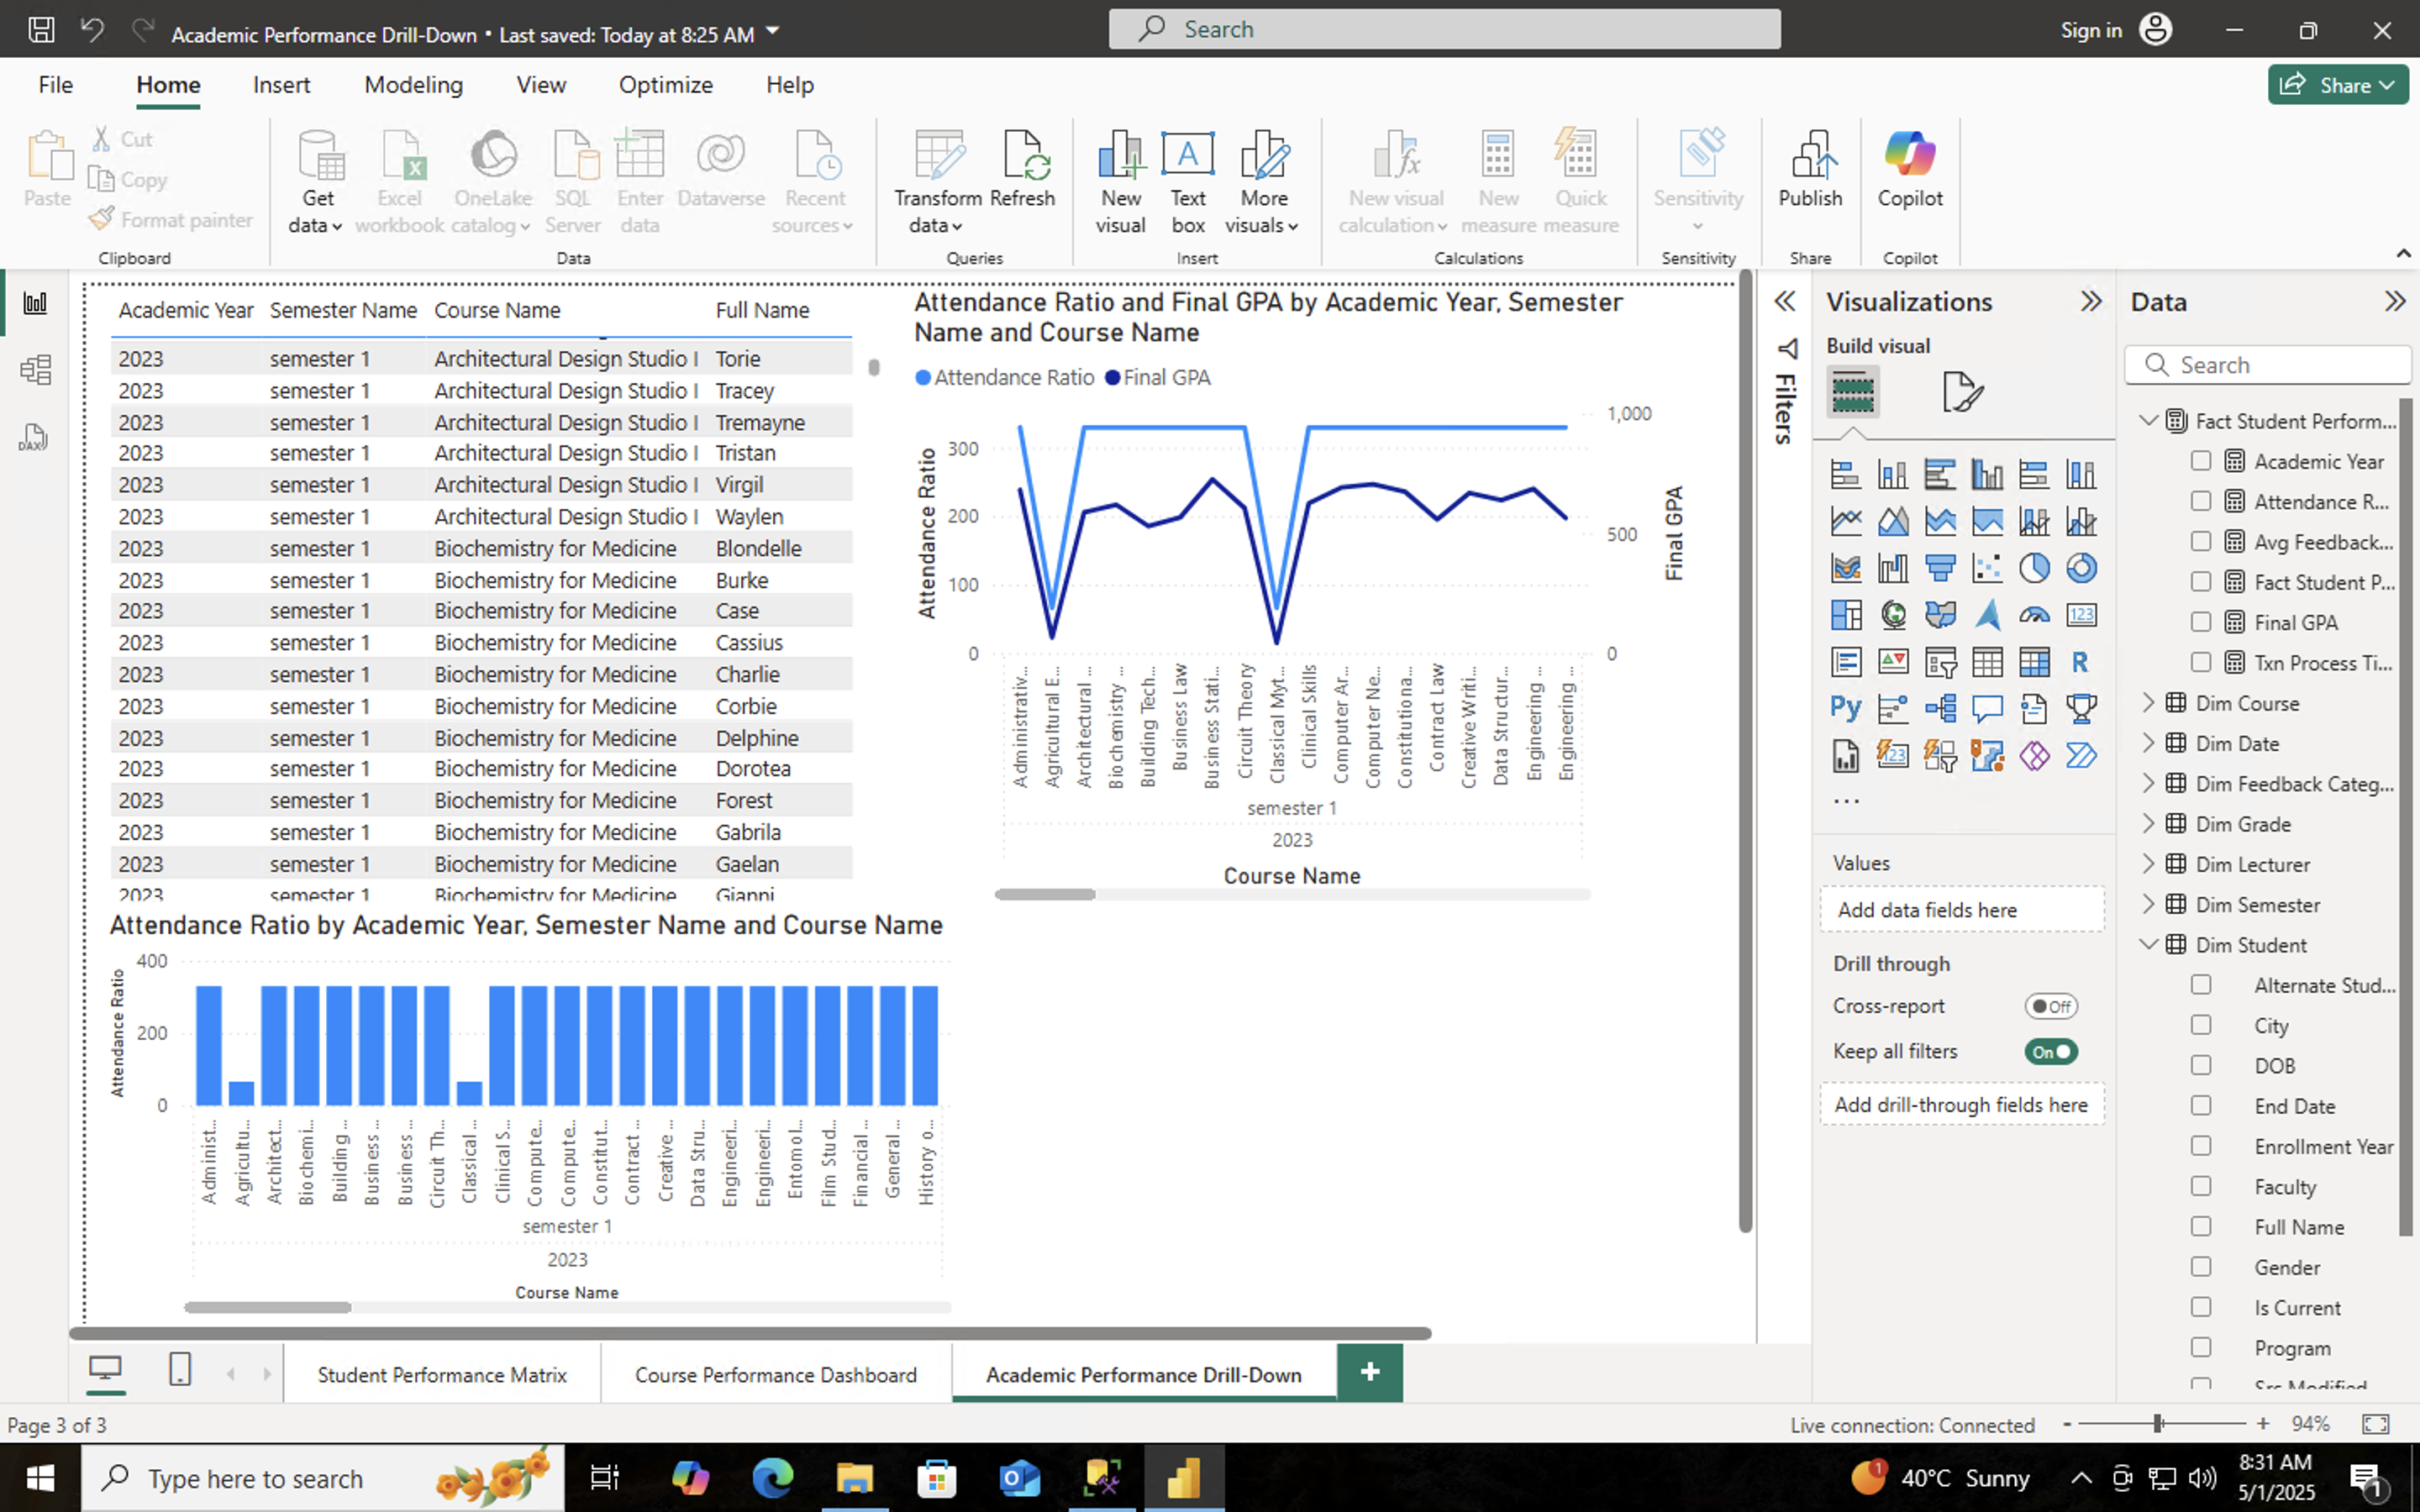 Academic Performance Drill-Down • Last saved: Today at 8:25 AM
Search
Sign in
File
Home
Insert
Modeling
View
Optimize
Help
Share
Paste
Cut
Copy
Format painter
Clipboard
Get data
Excel workbook
OneLake catalog
SQL Server
Enter data
Dataverse
Recent sources
Data
Transform data
Refresh
Queries
New visual
Text box
More visuals
Insert
New visual calculation
New measure
Quick measure
Calculations
Sensitivity
Sensitivity
Publish
Share
Copilot
Copilot
DAX
Academic Year Semester Name Course Name Full Name
2023 semester 1 Architectural Design Studio I Torie
2023 semester 1 Architectural Design Studio I Tracey
2023 semester 1 Architectural Design Studio I Tremayne
2023 semester 1 Architectural Design Studio I Tristan
2023 semester 1 Architectural Design Studio I Virgil
2023 semester 1 Architectural Design Studio I Waylen
2023 semester 1 Biochemistry for Medicine Blondelle
2023 semester 1 Biochemistry for Medicine Burke
2023 semester 1 Biochemistry for Medicine Case
2023 semester 1 Biochemistry for Medicine Cassius
2023 semester 1 Biochemistry for Medicine Charlie
2023 semester 1 Biochemistry for Medicine Corbie
2023 semester 1 Biochemistry for Medicine Delphine
2023 semester 1 Biochemistry for Medicine Dorotea
2023 semester 1 Biochemistry for Medicine Forest
2023 semester 1 Biochemistry for Medicine Gabrila
2023 semester 1 Biochemistry for Medicine Gaelan
2023 semester 1 Biochemistry for Medicine Gianni
Attendance Ratio and Final GPA by Academic Year, Semester
Name and Course Name
Attendance Ratio Final GPA
Attendance Ratio
300
200
100
0
1,000
500
0
Final GPA
Administrativ...
Agricultural E...
Architectural ...
Biochemistry ...
Building Tech...
Business Law
Business Stati...
Circuit Theory
Classical Myt...
Clinical Skills
Computer Ar...
Computer Ne...
Constitutiona...
Contract Law
Creative Writi...
Data Structur...
Engineering ...
Engineering ...
semester 1
2023
Course Name
Attendance Ratio by Academic Year, Semester Name and Course Name
Attendance Ratio
400
200
0
Administ...
Agricultu...
Architect...
Biochemi...
Building ...
Business ...
Business ...
Circuit Th...
Classical ...
Clinical S...
Compute...
Compute...
Constitut...
Contract ...
Creative ...
Data Stru...
Engineeri...
Engineeri...
Entomol...
Film Stud...
Financial ...
General ...
History o...
semester 1
2023
Course Name
Filters
Visualizations
Build visual
123
R
Py
123
...
Values
Add data fields here
Drill through
Cross-report
Off
Keep all filters
On
Add drill-through fields here
Data
Search
Fact Student Perform...
Academic Year
Attendance R...
Avg Feedback...
Fact Student P...
Final GPA
Txn Process Ti...
Dim Course
Dim Date
Dim Feedback Categ...
Dim Grade
Dim Lecturer
Dim Semester
Dim Student
Alternate Stud...
City
DOB
End Date
Enrollment Year
Faculty
Full Name
Gender
Is Current
Program
Src Modified
Student Performance Matrix
Course Performance Dashboard
Academic Performance Drill-Down
Page 3 of 3
Live connection: Connected
- + 94%
Type here to search
1
40°C Sunny
8:31 AM
5/1/2025
1